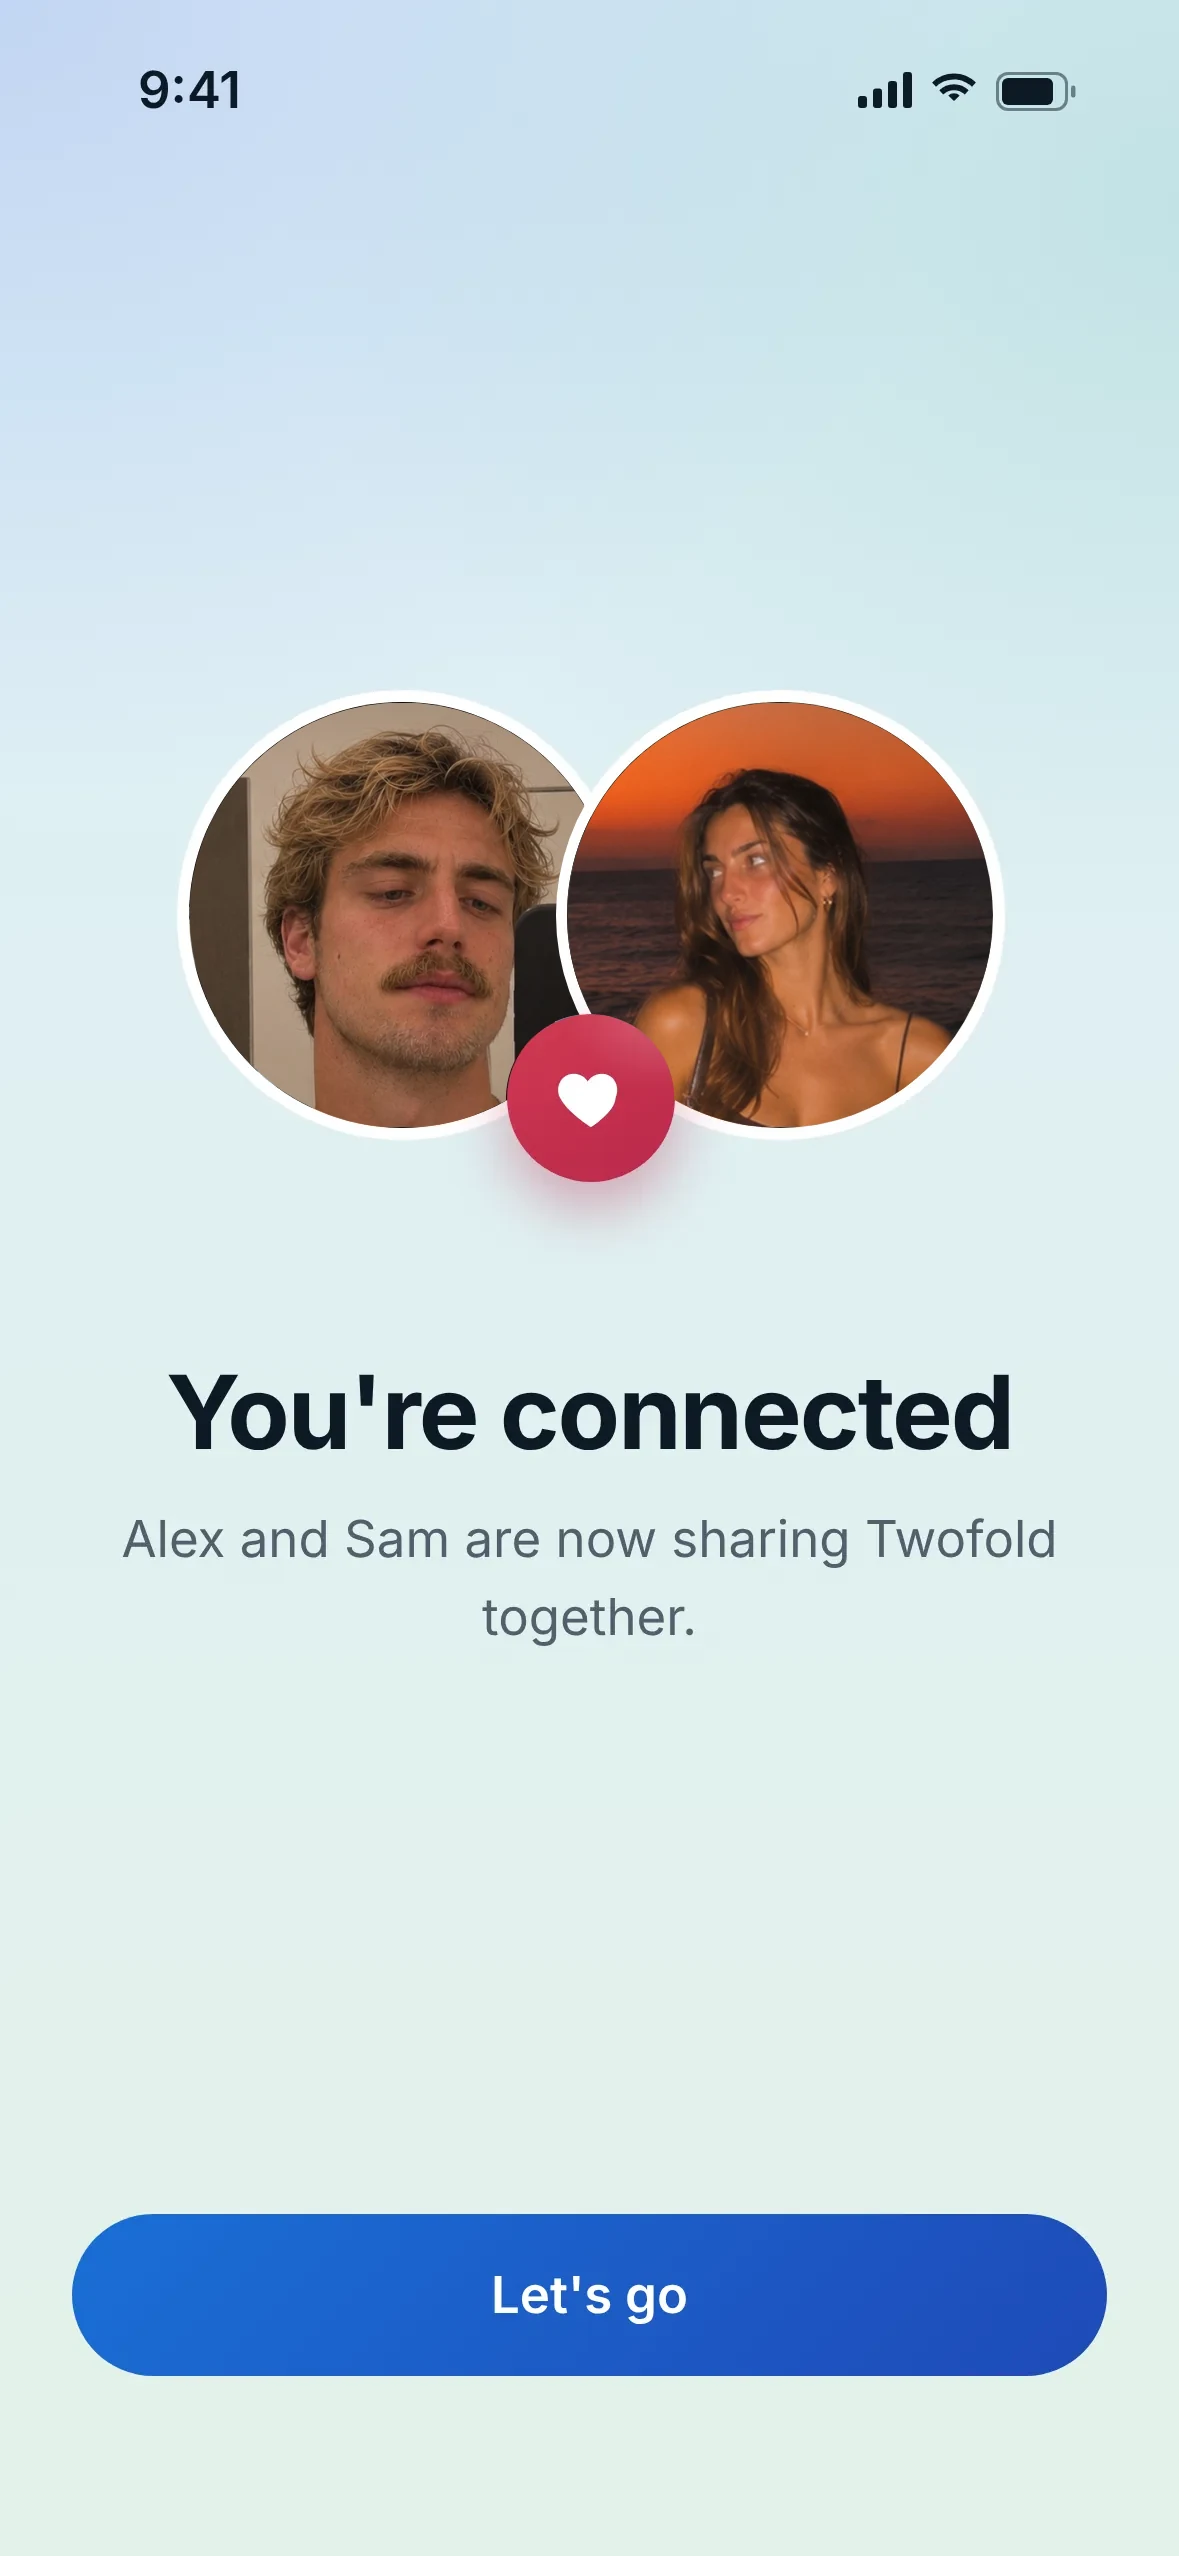 9:41
You're connected
Alex and Sam are now sharing Twofold
together.
Let's go